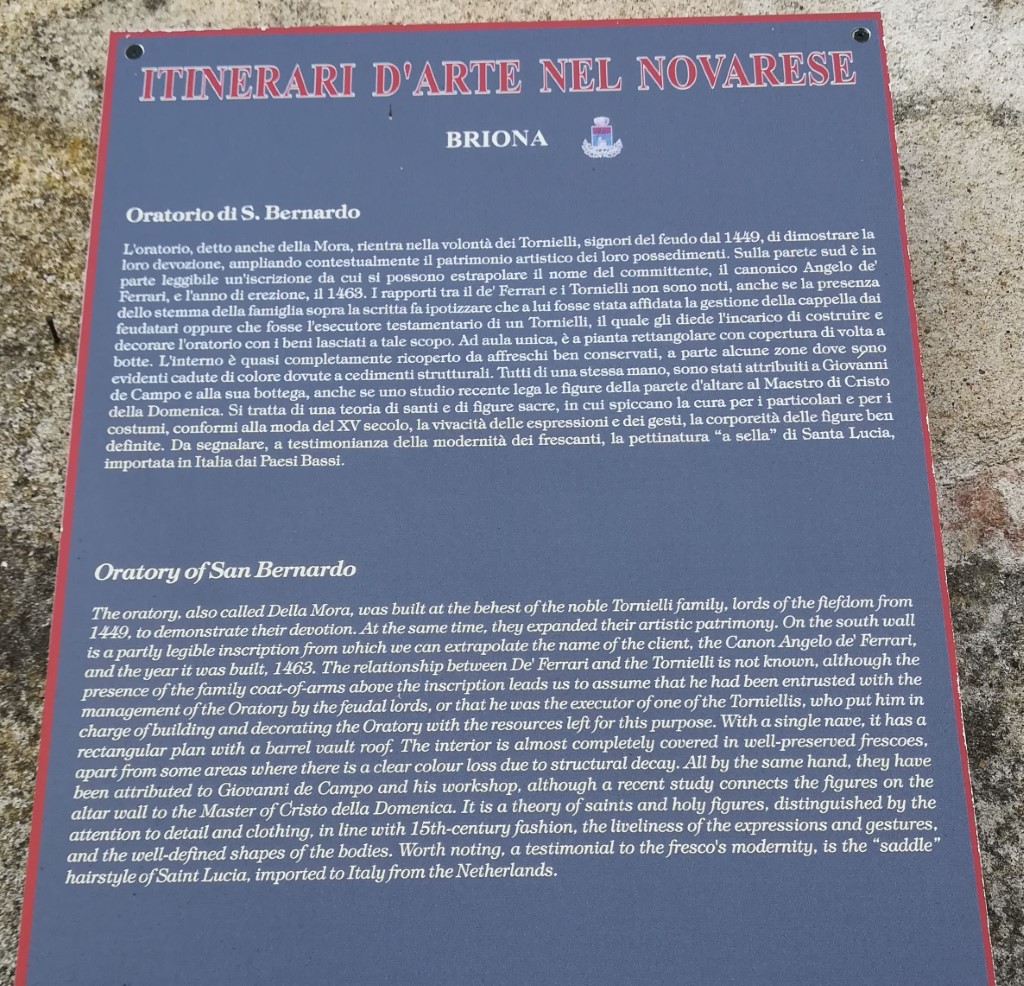 ITINERARI D'ARTE NEL NOVARESE
BRIONA
Oratorio di S. Bernardo
L'oratorio, detto anche della Mora, rientra nella volontà dei Tornielli, signori del feudo dal 1449, di dimostrare la
loro devozione, ampliando contestualmente il patrimonio artistico dei loro possedimenti. Sulla parete sud è in
parte leggibile un'iscrizione da cui si possono estrapolare il nome del committente, il canonico Angelo de'
Ferrari, e l'anno di erezione, il 1463. I rapporti tra il de' Ferrari e i Tornielli non sono noti, anche se la presenza
dello stemma della famiglia sopra la scritta fa ipotizzare che a lui fosse stata affidata la gestione della cappella dai
feudatari oppure che fosse l'esecutore testamentario di un Tornielli, il quale gli diede l'incarico di costruire e
decorare l'oratorio con i beni lasciati a tale scopo. Ad aula unica, è a pianta rettangolare con copertura di volta a
botte. L'interno è quasi completamente ricoperto da affreschi ben conservati, a parte alcune zone dove sono
evidenti cadute di colore dovute a cedimenti strutturali. Tutti di una stessa mano, sono stati attribuiti a Giovanni
de Campo e alla sua bottega, anche se uno studio recente lega le figure della parete d'altare al Maestro di Cristo
della Domenica. Si tratta di una teoria di santi e di figure sacre, in cui spiccano la cura per i particolari e per i
costumi, conformi alla moda del XV secolo, la vivacità delle espressioni e dei gesti, la corporeità delle figure ben
definite. Da segnalare, a testimonianza della modernità dei frescanti, la pettinatura “a sella” di Santa Lucia,
importata in Italia dai Paesi Bassi.
Oratory of San Bernardo
The oratory, also called Della Mora, was built at the behest of the noble Tornielli family, lords of the fiefdom from
1449, to demonstrate their devotion. At the same time, they expanded their artistic patrimony. On the south wall
is a partly legible inscription from which we can extrapolate the name of the client, the Canon Angelo de' Ferrari,
and the year it was built, 1463. The relationship between De' Ferrari and the Tornielli is not known, although the
presence of the family coat-of-arms above the inscription leads us to assume that he had been entrusted with the
management of the Oratory by the feudal lords, or that he was the executor of one of the Torniellis, who put him in
charge of building and decorating the Oratory with the resources left for this purpose. With a single nave, it has a
rectangular plan with a barrel vault roof. The interior is almost completely covered in well-preserved frescoes,
apart from some areas where there is a clear colour loss due to structural decay. All by the same hand, they have
been attributed to Giovanni de Campo and his workshop, although a recent study connects the figures on the
altar wall to the Master of Cristo della Domenica. It is a theory of saints and holy figures, distinguished by the
attention to detail and clothing, in line with 15th-century fashion, the liveliness of the expressions and gestures,
and the well-defined shapes of the bodies. Worth noting, a testimonial to the fresco's modernity, is the “saddle”
hairstyle of Saint Lucia, imported to Italy from the Netherlands.